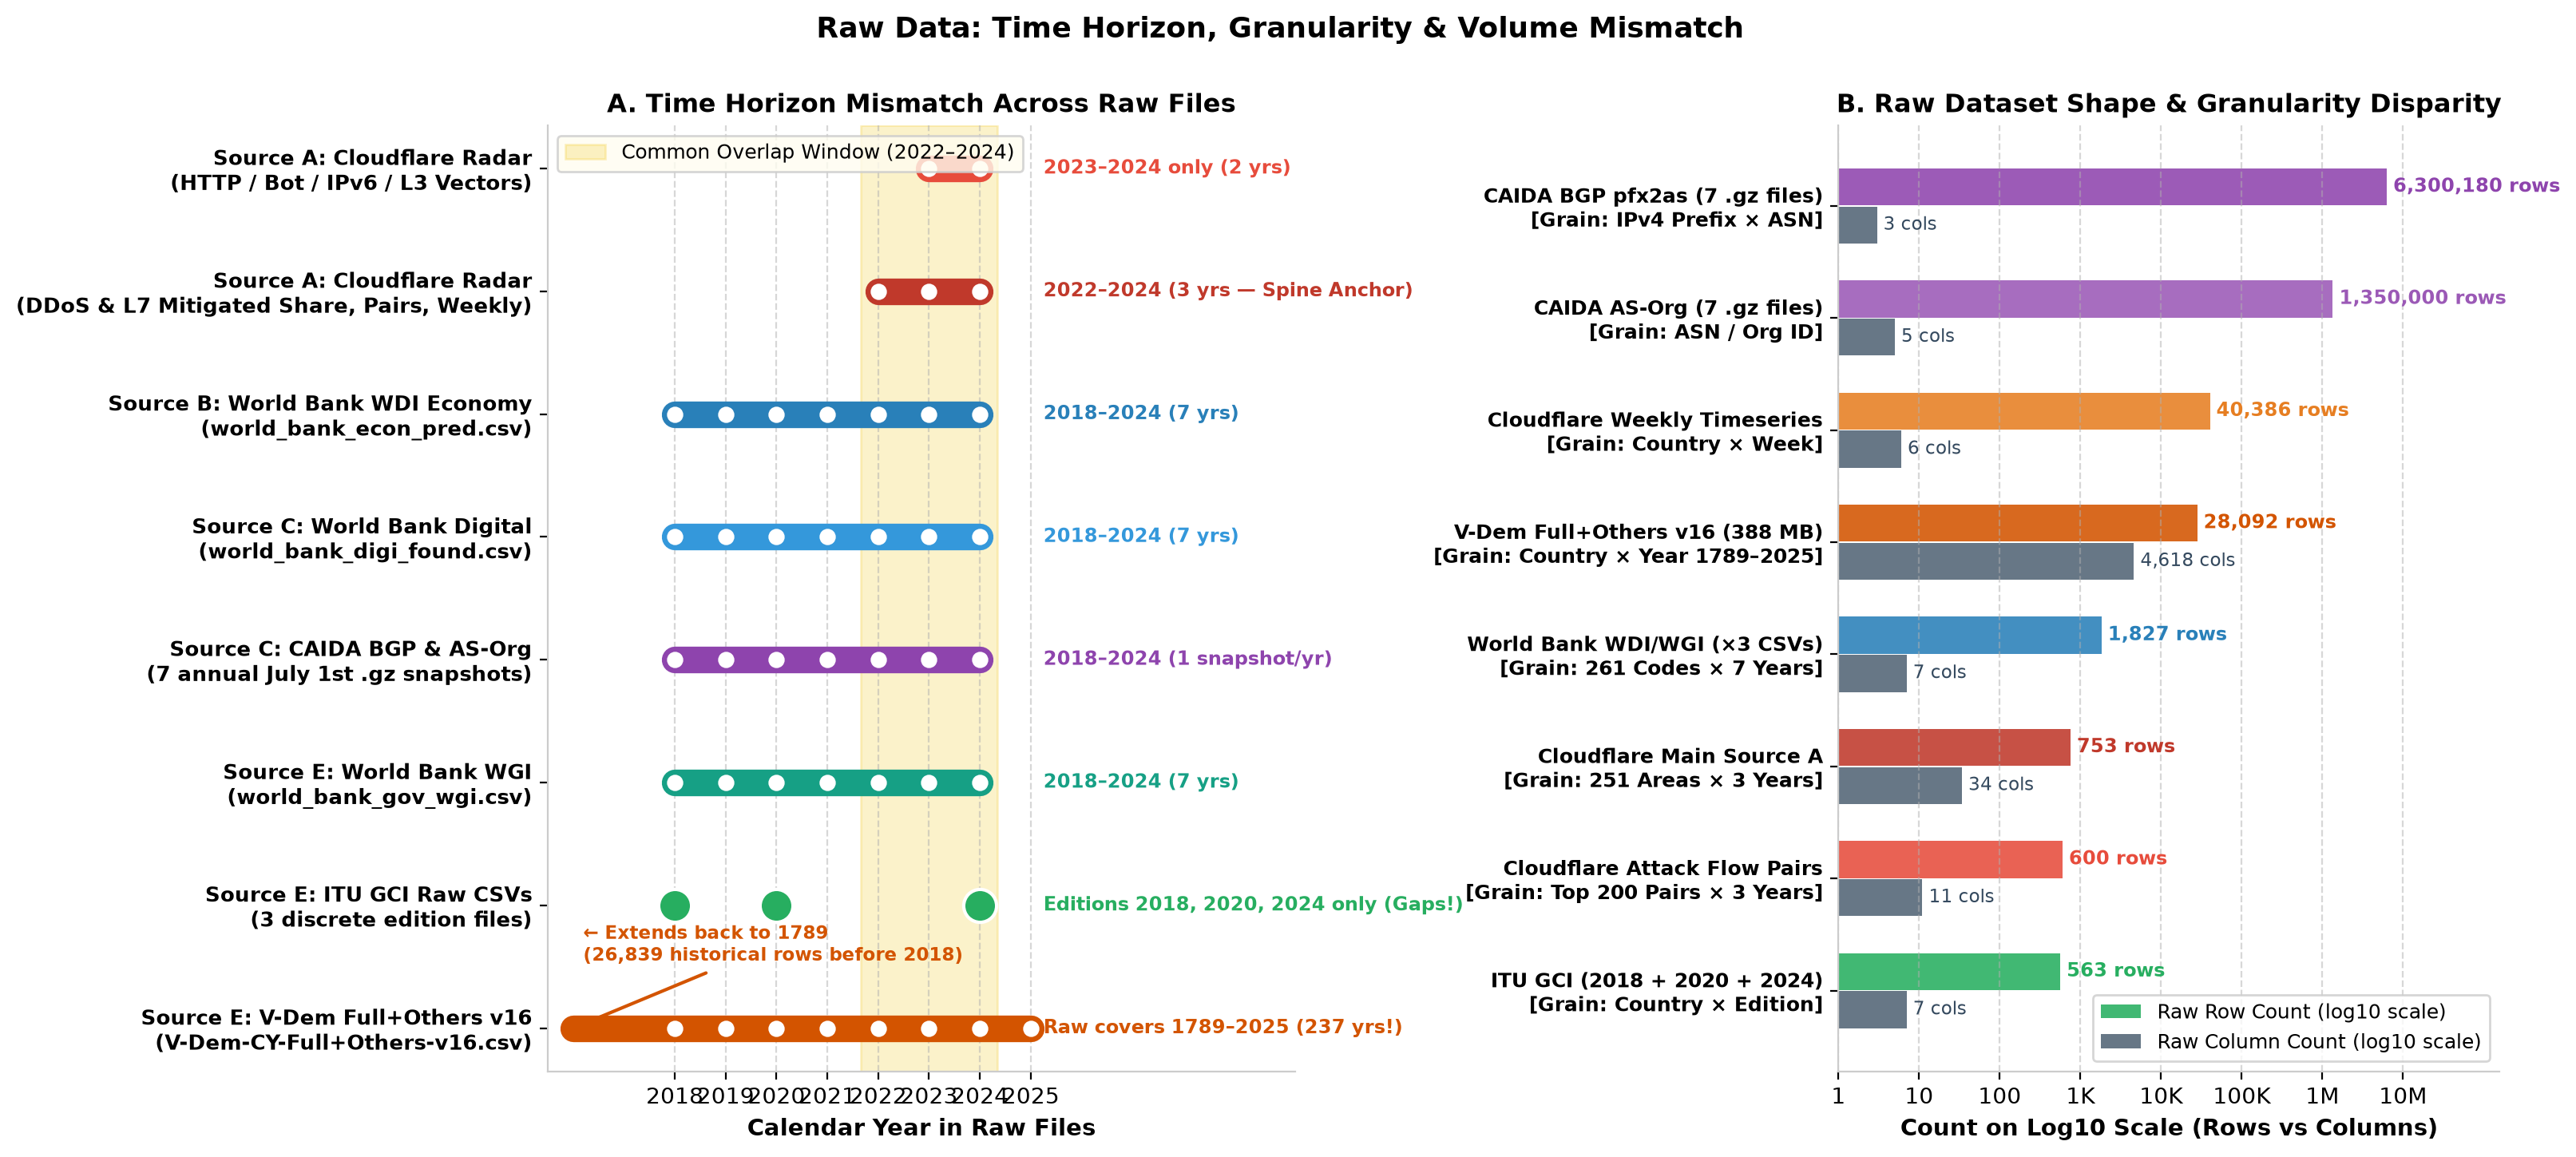 Raw Data: Time Horizon, Granularity & Volume Mismatch
A. Time Horizon Mismatch Across Raw Files
Common Overlap Window (2022–2024)
Source A: Cloudflare Radar
(HTTP / Bot / IPv6 / L3 Vectors)
2023–2024 only (2 yrs)
Source A: Cloudflare Radar
(DDoS & L7 Mitigated Share, Pairs, Weekly)
2022–2024 (3 yrs — Spine Anchor)
Source B: World Bank WDI Economy
(world_bank_econ_pred.csv)
2018–2024 (7 yrs)
Source C: World Bank Digital
(world_bank_digi_found.csv)
2018–2024 (7 yrs)
Source C: CAIDA BGP & AS-Org
(7 annual July 1st .gz snapshots)
2018–2024 (1 snapshot/yr)
Source E: World Bank WGI
(world_bank_gov_wgi.csv)
2018–2024 (7 yrs)
Source E: ITU GCI Raw CSVs
(3 discrete edition files)
Editions 2018, 2020, 2024 only (Gaps!)
← Extends back to 1789
(26,839 historical rows before 2018)
Source E: V-Dem Full+Others v16
(V-Dem-CY-Full+Others-v16.csv)
Raw covers 1789–2025 (237 yrs!)
2018 2019 2020 2021 2022 2023 2024 2025
Calendar Year in Raw Files
B. Raw Dataset Shape & Granularity Disparity
CAIDA BGP pfx2as (7 .gz files)
[Grain: IPv4 Prefix × ASN]
6,300,180 rows
3 cols
CAIDA AS-Org (7 .gz files)
[Grain: ASN / Org ID]
1,350,000 rows
5 cols
Cloudflare Weekly Timeseries
[Grain: Country × Week]
40,386 rows
6 cols
V-Dem Full+Others v16 (388 MB)
[Grain: Country × Year 1789–2025]
28,092 rows
4,618 cols
World Bank WDI/WGI (×3 CSVs)
[Grain: 261 Codes × 7 Years]
1,827 rows
7 cols
Cloudflare Main Source A
[Grain: 251 Areas × 3 Years]
753 rows
34 cols
Cloudflare Attack Flow Pairs
[Grain: Top 200 Pairs × 3 Years]
600 rows
11 cols
ITU GCI (2018 + 2020 + 2024)
[Grain: Country × Edition]
563 rows
7 cols
Raw Row Count (log10 scale)
Raw Column Count (log10 scale)
1 10 100 1K 10K 100K 1M 10M
Count on Log10 Scale (Rows vs Columns)